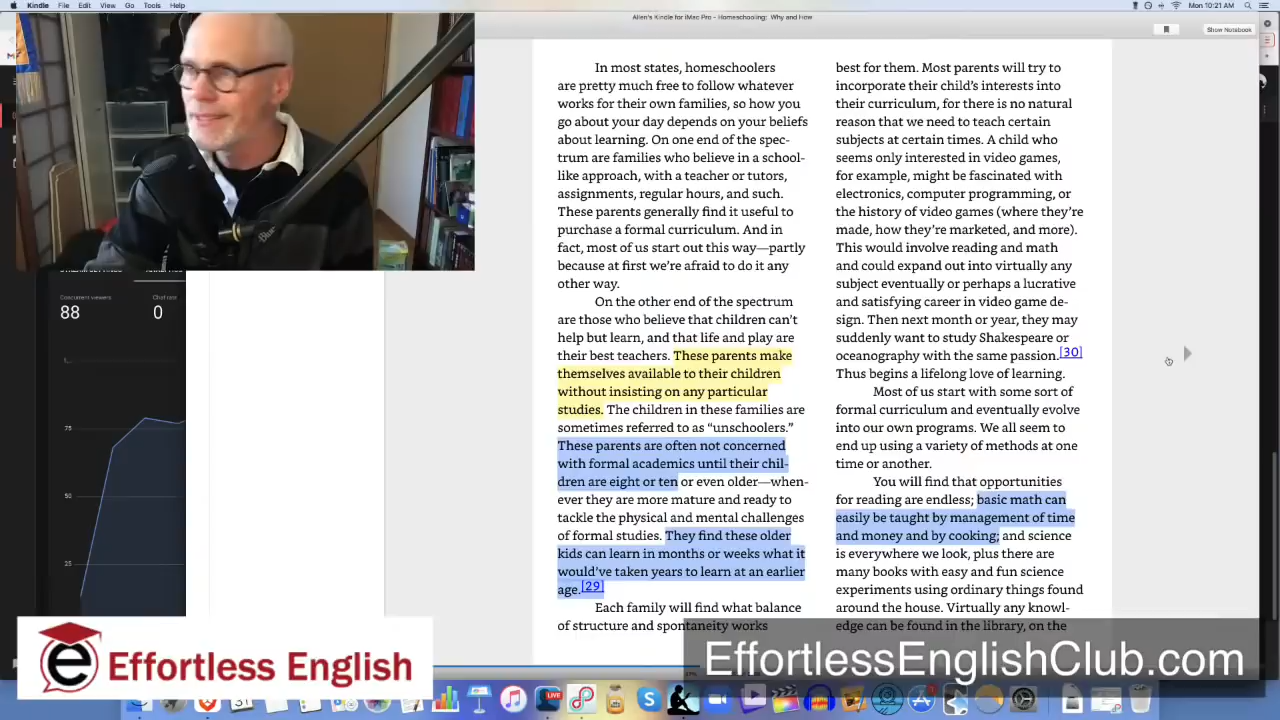 Kindle File Edit View Go Tools Help
Mon 10:21 AM
Allen's Kindle for iMac Pro - Homeschooling: Why and How
Show Notebook
In most states, homeschoolers
are pretty much free to follow whatever
works for their own families, so how you
go about your day depends on your beliefs
about learning. On one end of the spec-
trum are families who believe in a school-
like approach, with a teacher or tutors,
assignments, regular hours, and such.
These parents generally find it useful to
purchase a formal curriculum. And in
fact, most of us start out this way—partly
because at first we're afraid to do it any
other way.
On the other end of the spectrum
are those who believe that children can't
help but learn, and that life and play are
their best teachers. These parents make
themselves available to their children
without insisting on any particular
studies. The children in these families are
sometimes referred to as “unschoolers.”
These parents are often not concerned
with formal academics until their chil-
dren are eight or ten or even older—when-
ever they are more mature and ready to
tackle the physical and mental challenges
of formal studies. They find these older
kids can learn in months or weeks what it
would've taken years to learn at an earlier
age.[29]
Each family will find what balance
of structure and spontaneity works
best for them. Most parents will try to
incorporate their child's interests into
their curriculum, for there is no natural
reason that we need to teach certain
subjects at certain times. A child who
seems only interested in video games,
for example, might be fascinated with
electronics, computer programming, or
the history of video games (where they're
made, how they're marketed, and more).
This would involve reading and math
and could expand out into virtually any
subject eventually or perhaps a lucrative
and satisfying career in video game de-
sign. Then next month or year, they may
suddenly want to study Shakespeare or
oceanography with the same passion.[30]
Thus begins a lifelong love of learning.
Most of us start with some sort of
formal curriculum and eventually evolve
into our own programs. We all seem to
end up using a variety of methods at one
time or another.
You will find that opportunities
for reading are endless; basic math can
easily be taught by management of time
and money and by cooking; and science
is everywhere we look, plus there are
many books with easy and fun science
experiments using ordinary things found
around the house. Virtually any knowl-
edge can be found in the library, on the
Concurrent viewers
88
Chat rate
0
75
50
25
e Effortless English
EffortlessEnglishClub.com
LIVE